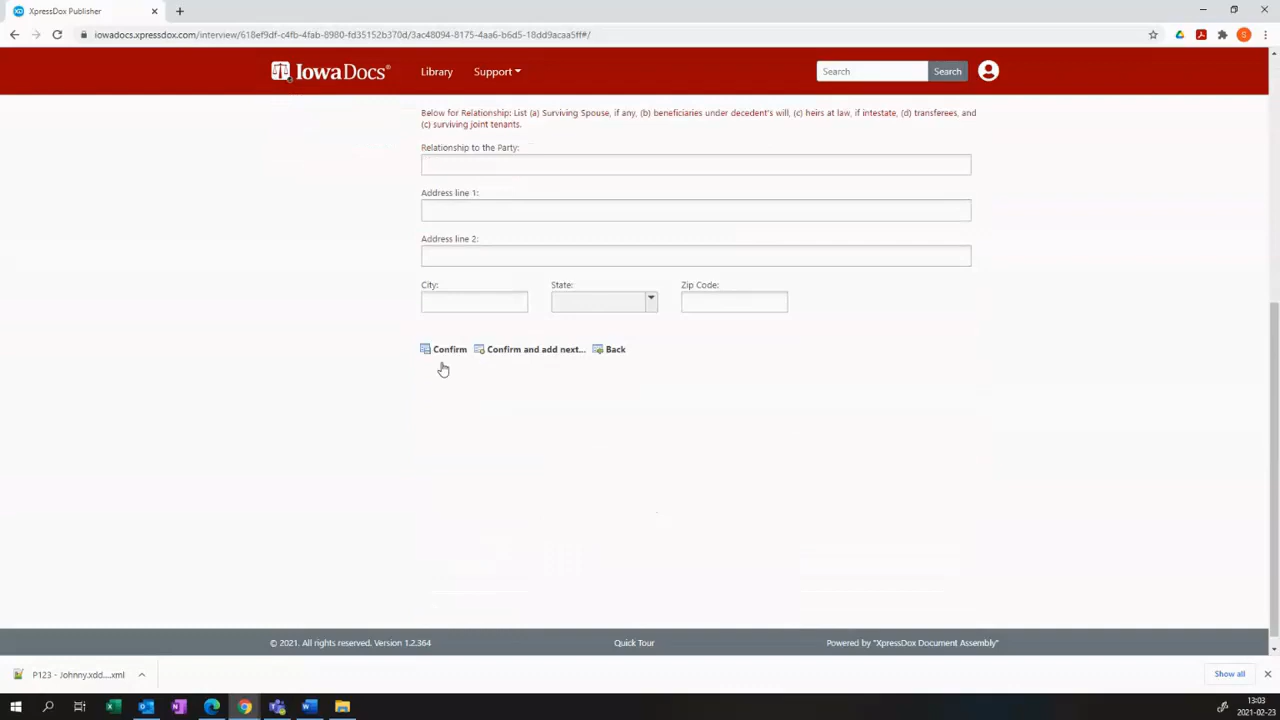 XpressDox Publisher
iowadocs.xpressdox.com/interview/618ef9df-c4fb-4fab-8980-fd35152b370d/3ac48094-8175-4aa6-b6d5-18dd9acaa5ff#/
IowaDocs®
Library
Support
Search
Search
Below for Relationship: List (a) Surviving Spouse, if any, (b) beneficiaries under decedent's will, (c) heirs at law, if intestate, (d) transferees, and
(c) surviving joint tenants.
Relationship to the Party:
Address line 1:
Address line 2:
City:
State:
Zip Code:
Confirm
Confirm and add next...
Back
© 2021. All rights reserved. Version 1.2.364
Quick Tour
Powered by "XpressDox Document Assembly"
P123 - Johnny.xdd....xml
Show all
13:03
2021-02-23